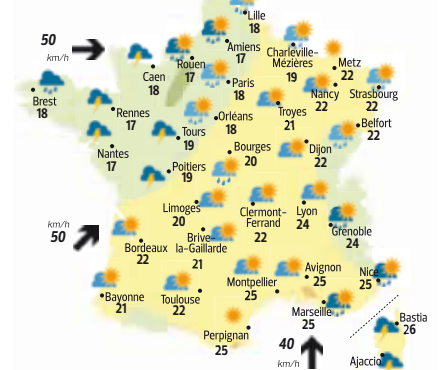 Lille
18
50
km/h
Amiens
17
Rouen
17
Charleville-
Mézières
19
Metz
22
Caen
18
Paris
18
Nancy
22
Strasbourg
22
Brest
18
Rennes
17
Orléans
18
Troyes
21
Belfort
22
Tours
19
Nantes
17
Bourges
20
Dijon
22
Poitiers
19
Limoges
20
Clermont-
Ferrand
22
Lyon
24
km/h
50
Bordeaux
22
Brive-
la-Gaillarde
21
Grenoble
24
Avignon
25
Nice
25
Montpellier
25
Bayonne
21
Toulouse
22
Marseille
25
Bastia
26
Perpignan
25
40
km/h
Ajaccio